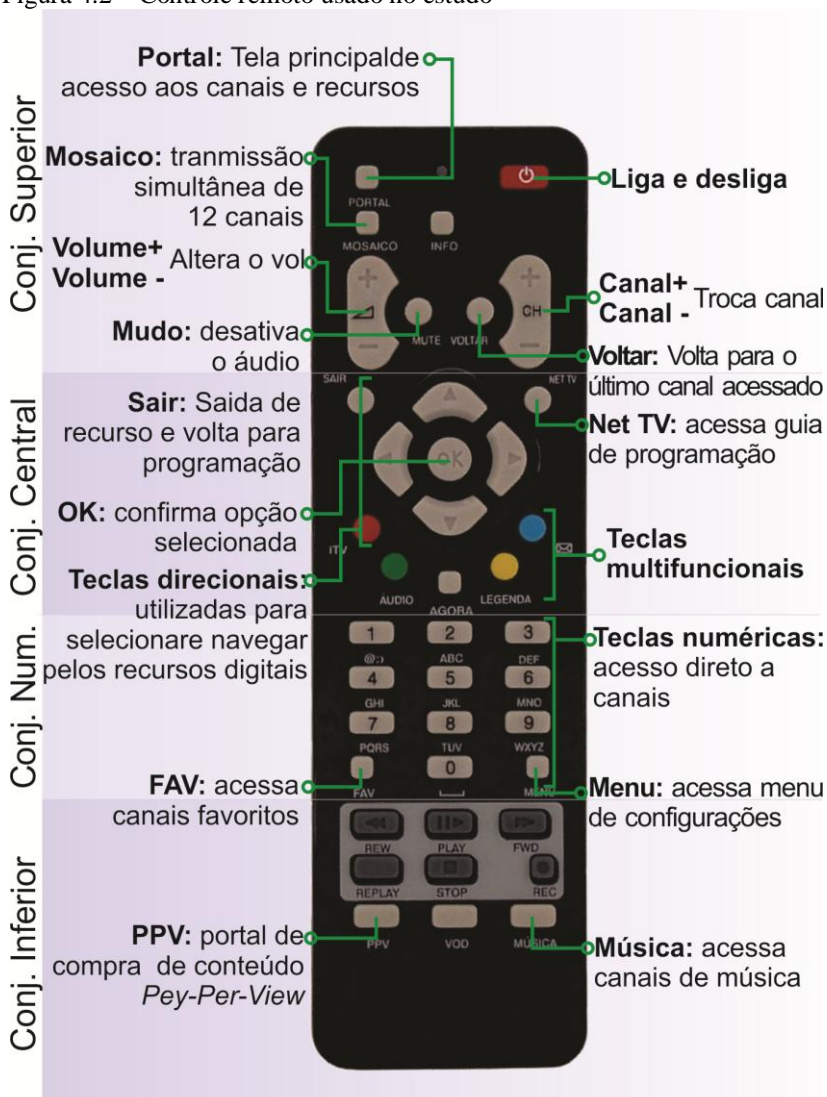 Figura 4.2 – Controle remoto usado no estudo
Conj. Superior
Portal: Tela principalde
acesso aos canais e recursos
Mosaico: tranmissão
simultânea de
12 canais
Volume+
Volume -
Altera o vol
Mudo: desativa
o áudio
Liga e desliga
Canal+
Canal -
Troca canal
Voltar: Volta para o
último canal acessado
PORTAL
MOSAICO
INFO
CH
MUTE
VOLTAR
Conj. Central
Sair: Saida de
recurso e volta para
programação
OK: confirma opção
selecionada
Teclas direcionais:
utilizadas para
selecionare navegar
pelos recursos digitais
Net TV: acessa guia
de programação
Teclas
multifuncionais
SAIR
NET TV
OK
iTV
ÁUDIO
LEGENDA
AGORA
Conj. Num.
FAV: acessa
canais favoritos
Teclas numéricas:
acesso direto a
canais
Menu: acessa menu
de configurações
1 2 3
@:) ABC DEF
4 5 6
GHI JKL MNO
7 8 9
PQRS TUV WXYZ
0
FAV MENU
Conj. Inferior
PPV: portal de
compra de conteúdo
Pey-Per-View
Música: acessa
canais de música
REW PLAY FWD
REPLAY STOP REC
PPV VOD MÚSICA